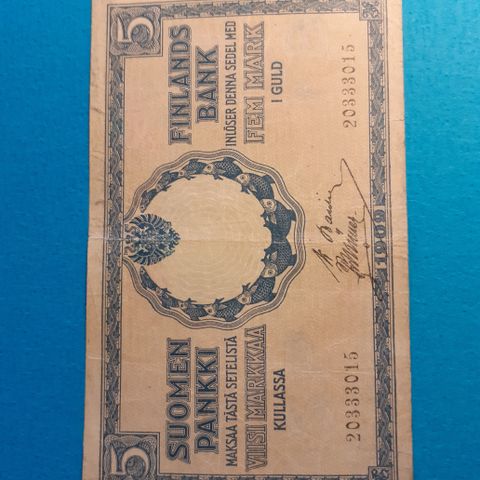 5
SUOMEN
PANKKI
MAKSAA TÄSTÄ SETELISTÄ
VIISI MARKKAA
KULLASSA
20333015
FINLANDS
BANK
INLÖSER DENNA SEDEL MED
FEM MARK
I GULD
20333015
1909
5